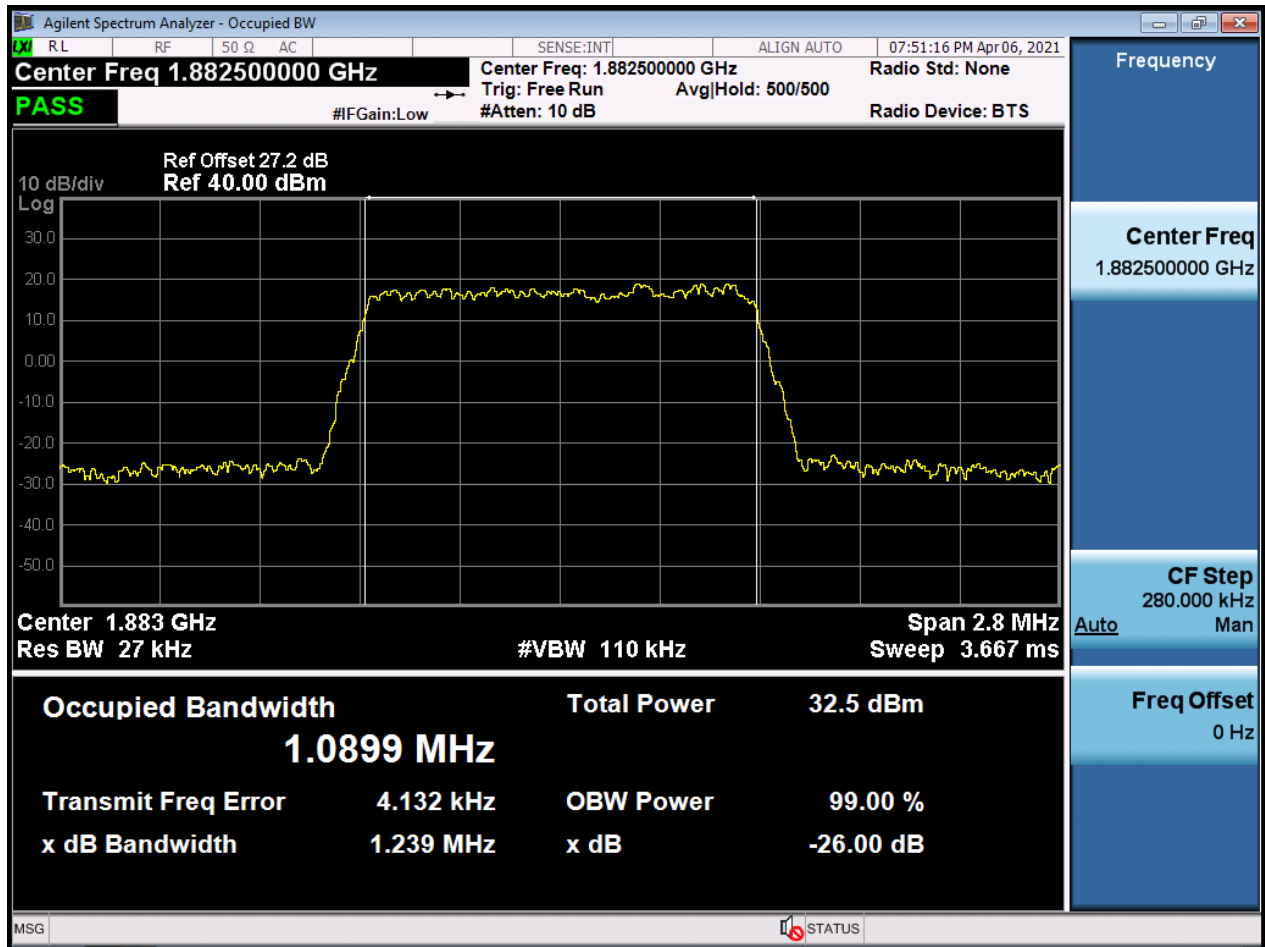 Agilent Spectrum Analyzer - Occupied BW
LXI RL RF 50 Ω AC SENSE:INT ALIGN AUTO 07:51:16 PM Apr 06, 2021
Center Freq 1.882500000 GHz
Center Freq: 1.882500000 GHz Radio Std: None
Trig: Free Run Avg|Hold: 500/500
PASS
#IFGain:Low #Atten: 10 dB Radio Device: BTS
Ref Offset 27.2 dB
10 dB/div Ref 40.00 dBm
Log
30.0
20.0
10.0
0.00
-10.0
-20.0
-30.0
-40.0
-50.0
Center 1.883 GHz Span 2.8 MHz
Res BW 27 kHz #VBW 110 kHz Sweep 3.667 ms
Occupied Bandwidth Total Power 32.5 dBm
1.0899 MHz
Transmit Freq Error 4.132 kHz OBW Power 99.00 %
x dB Bandwidth 1.239 MHz x dB -26.00 dB
Frequency
Center Freq
1.882500000 GHz
CF Step
280.000 kHz
Auto Man
Freq Offset
0 Hz
MSG STATUS